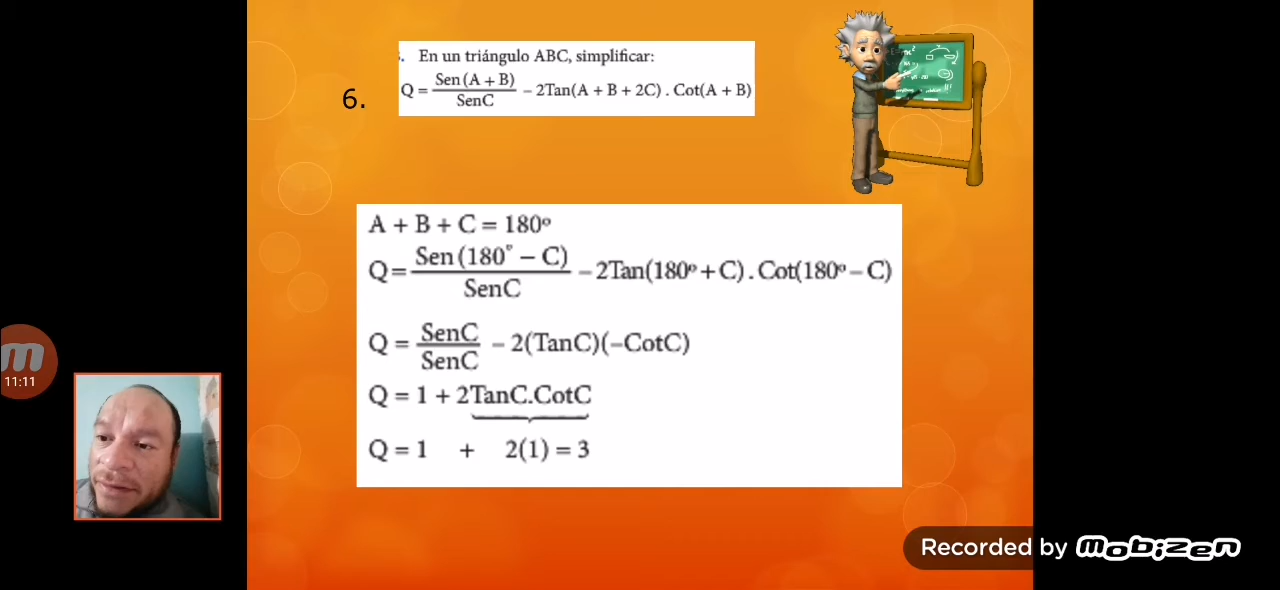 . En un triángulo ABC, simplificar:
6.
Q = Sen (A + B) / SenC - 2Tan(A + B + 2C) . Cot(A + B)
A + B + C = 180º
Q = Sen (180° - C) / SenC - 2Tan(180º + C) . Cot(180º - C)
Q = SenC / SenC - 2(TanC)(-CotC)
Q = 1 + 2TanC.CotC
Q = 1 + 2(1) = 3
11:11
Recorded by mobizen